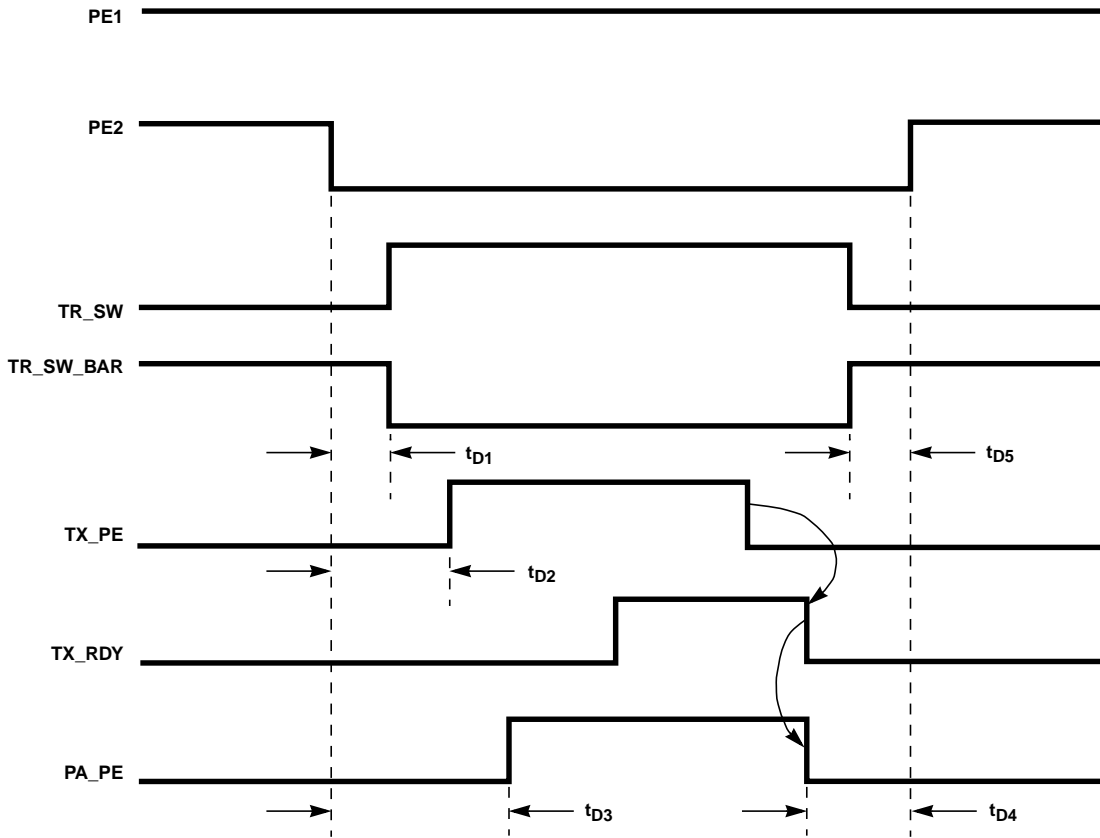 PE1
PE2
TR_SW
TR_SW_BAR
tD1
tD5
TX_PE
tD2
TX_RDY
PA_PE
tD3
tD4